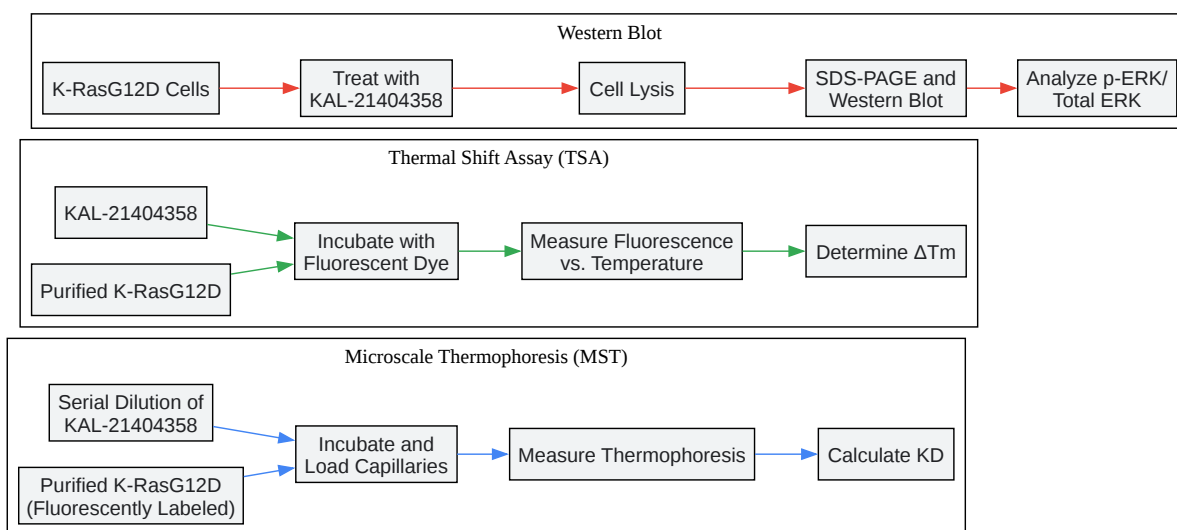 Western Blot
K-RasG12D Cells
Treat with
KAL-21404358
Cell Lysis
SDS-PAGE and
Western Blot
Analyze p-ERK/
Total ERK
Thermal Shift Assay (TSA)
KAL-21404358
Purified K-RasG12D
Incubate with
Fluorescent Dye
Measure Fluorescence
vs. Temperature
Determine ΔTm
Microscale Thermophoresis (MST)
Serial Dilution of
KAL-21404358
Purified K-RasG12D
(Fluorescently Labeled)
Incubate and
Load Capillaries
Measure Thermophoresis
Calculate KD